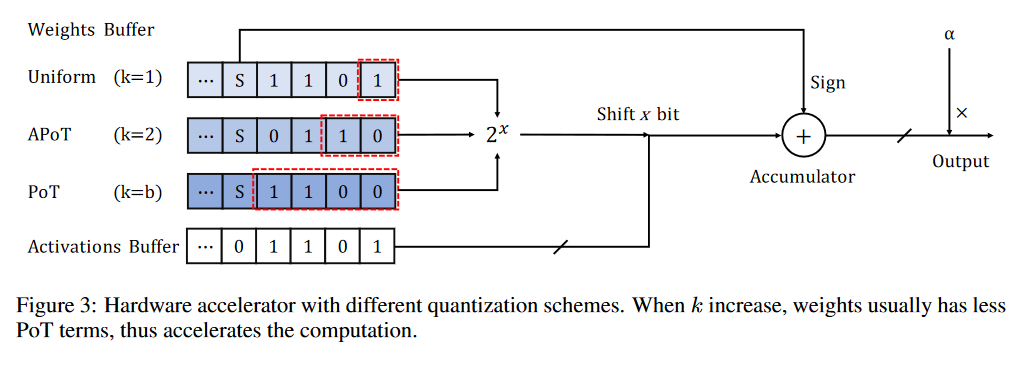 Weights Buffer
α
Uniform (k=1) ... S 1 1 0 1
Sign
Shift x bit
×
APoT (k=2) ... S 0 1 1 0
2^x
+
Output
Accumulator
PoT (k=b) ... S 1 1 0 0
Activations Buffer ... 0 1 1 0 1
Figure 3: Hardware accelerator with different quantization schemes. When k increase, weights usually has less
PoT terms, thus accelerates the computation.